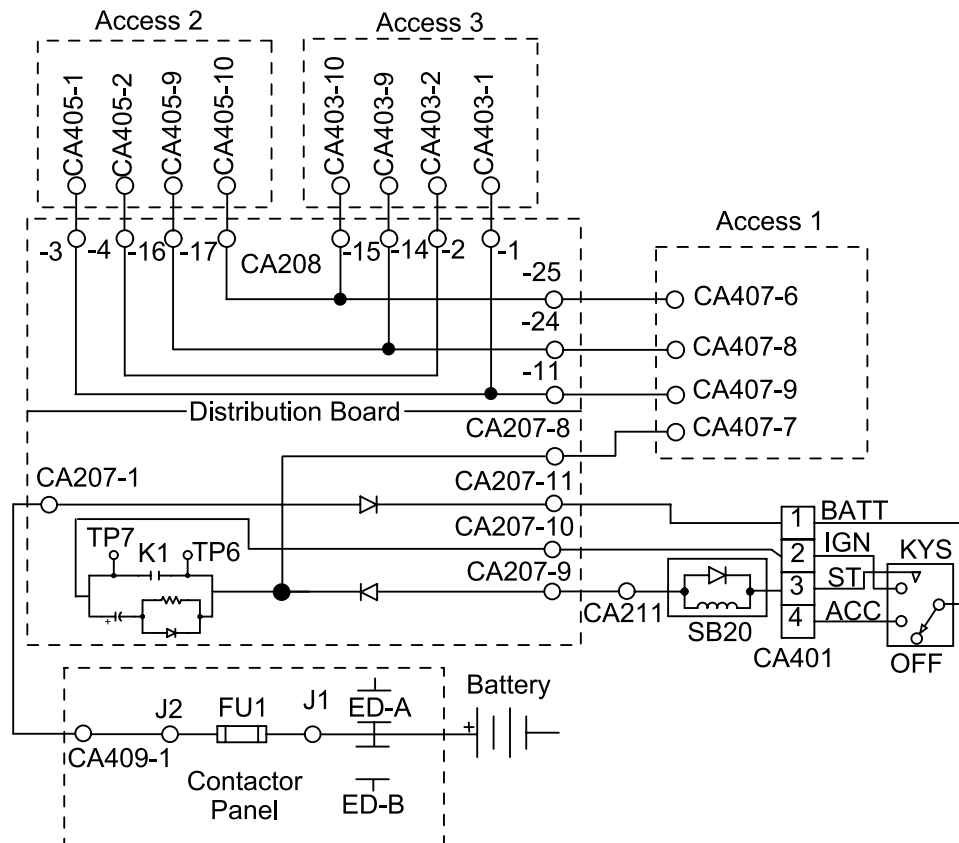 Access 2
Access 3
CA405-1
CA405-2
CA405-9
CA405-10
CA403-10
CA403-9
CA403-2
CA403-1
Access 1
-3
-4
-16
-17
CA208
-15
-14
-2
-1
-25
CA407-6
-24
CA407-8
-11
CA407-9
Distribution Board
CA207-8
CA407-7
CA207-1
CA207-11
1
BATT
CA207-10
TP7
K1
TP6
2
IGN
KYS
CA207-9
3
ST
+
CA211
SB20
4
ACC
CA401
OFF
J2
FU1
J1
ED-A
Battery
+
CA409-1
Contactor
Panel
ED-B